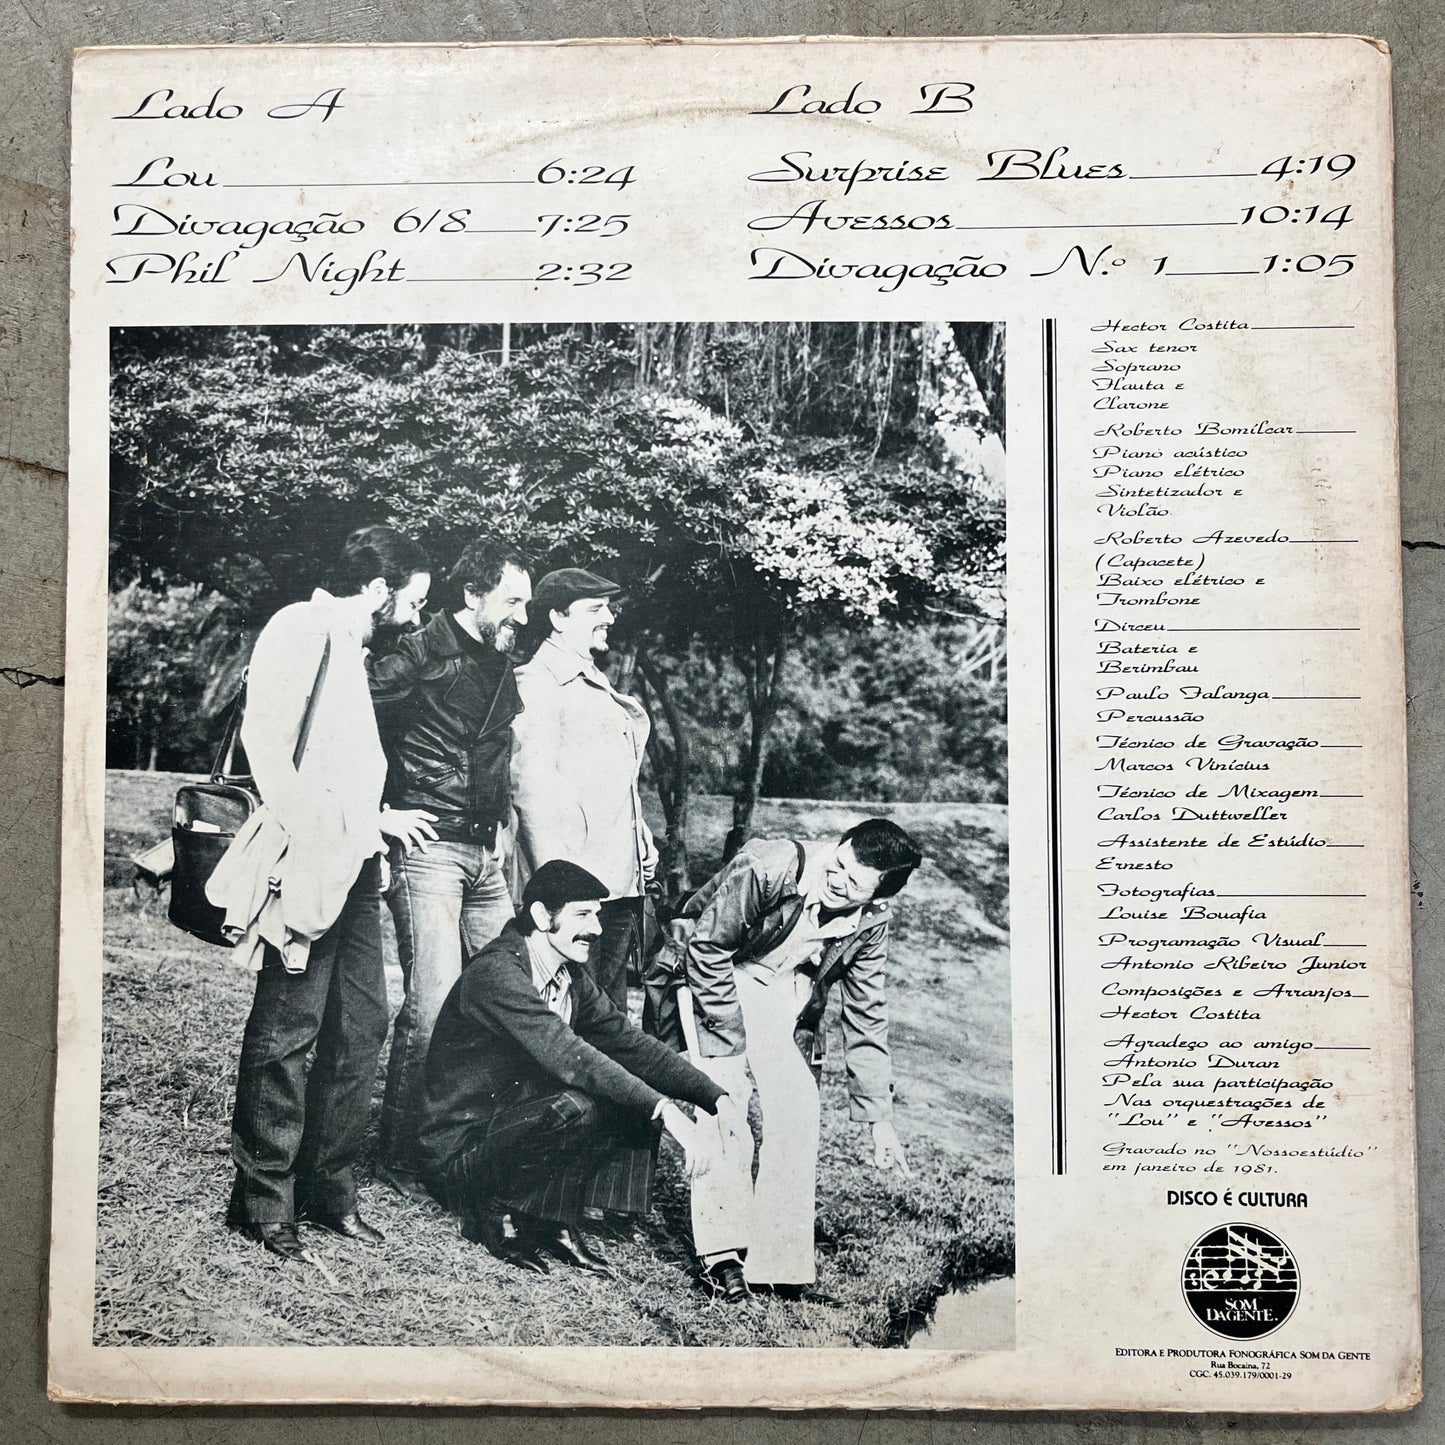 Lado A
Lou 6:24
Divagação 6/8 7:25
Phil Night 2:32
Lado B
Surprise Blues 4:19
Avessos 10:14
Divagação N.º 1 1:05
Hector Costita
Sax tenor
Soprano
Flauta e
Clarone
Roberto Bomílcar
Piano acústico
Piano elétrico
Sintetizador e
Violão
Roberto Azevedo
(Capacete)
Baixo elétrico e
Trombone
Dirceu
Bateria e
Berimbau
Paulo Falanga
Percussão
Técnico de Gravação
Marcos Vinícius
Técnico de Mixagem
Carlos Duttweller
Assistente de Estúdio
Ernesto
Fotografias
Louise Bouafia
Programação Visual
Antonio Ribeiro Junior
Composições e Arranjos
Hector Costita
Agradeço ao amigo
Antonio Duran
Pela sua participação
Nas orquestrações de
"Lou" e "Avessos"
Gravado no "Nossoestúdio"
em janeiro de 1981.
DISCO É CULTURA
SOM
DAGENTE.
EDITORA E PRODUTORA FONOGRÁFICA SOM DA GENTE
Rua Bocaina, 72
CGC. 45.039.179/0001-29